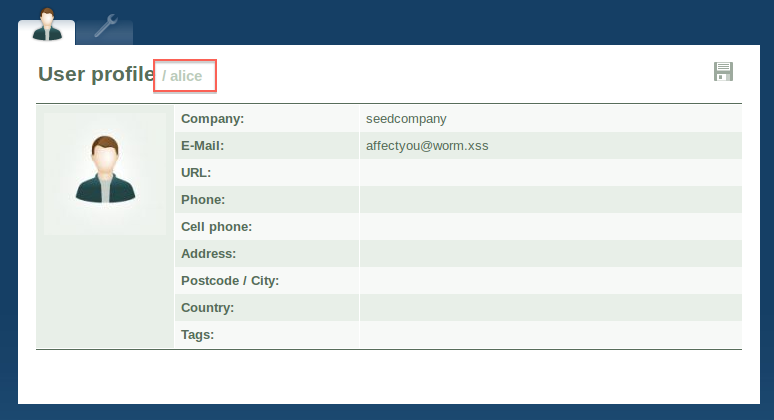 User profile / alice
Company: seedcompany
E-Mail: affectyou@worm.xss
URL:
Phone:
Cell phone:
Address:
Postcode / City:
Country:
Tags: